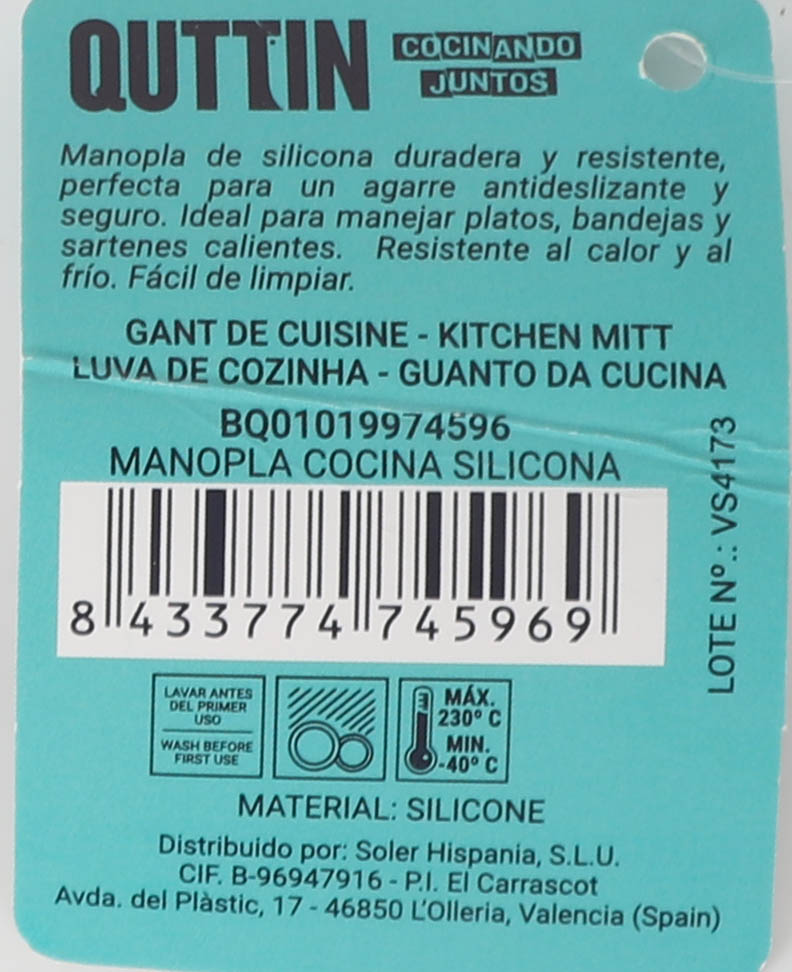 QUTTIN
COCINANDO
JUNTOS
Manopla de silicona duradera y resistente,
perfecta para un agarre antideslizante y
seguro. Ideal para manejar platos, bandejas y
sartenes calientes. Resistente al calor y al
frío. Fácil de limpiar.
GANT DE CUISINE - KITCHEN MITT
LUVA DE COZINHA - GUANTO DA CUCINA
BQ01019974596
MANOPLA COCINA SILICONA
8 433774 745969
LOTE Nº.: VS4173
LAVAR ANTES
DEL PRIMER
USO
WASH BEFORE
FIRST USE
MÁX.
230º C
MIN.
-40º C
MATERIAL: SILICONE
Distribuido por: Soler Hispania, S.L.U.
CIF. B-96947916 - P.I. El Carrascot
Avda. del Plàstic, 17 - 46850 L'Olleria, Valencia (Spain)